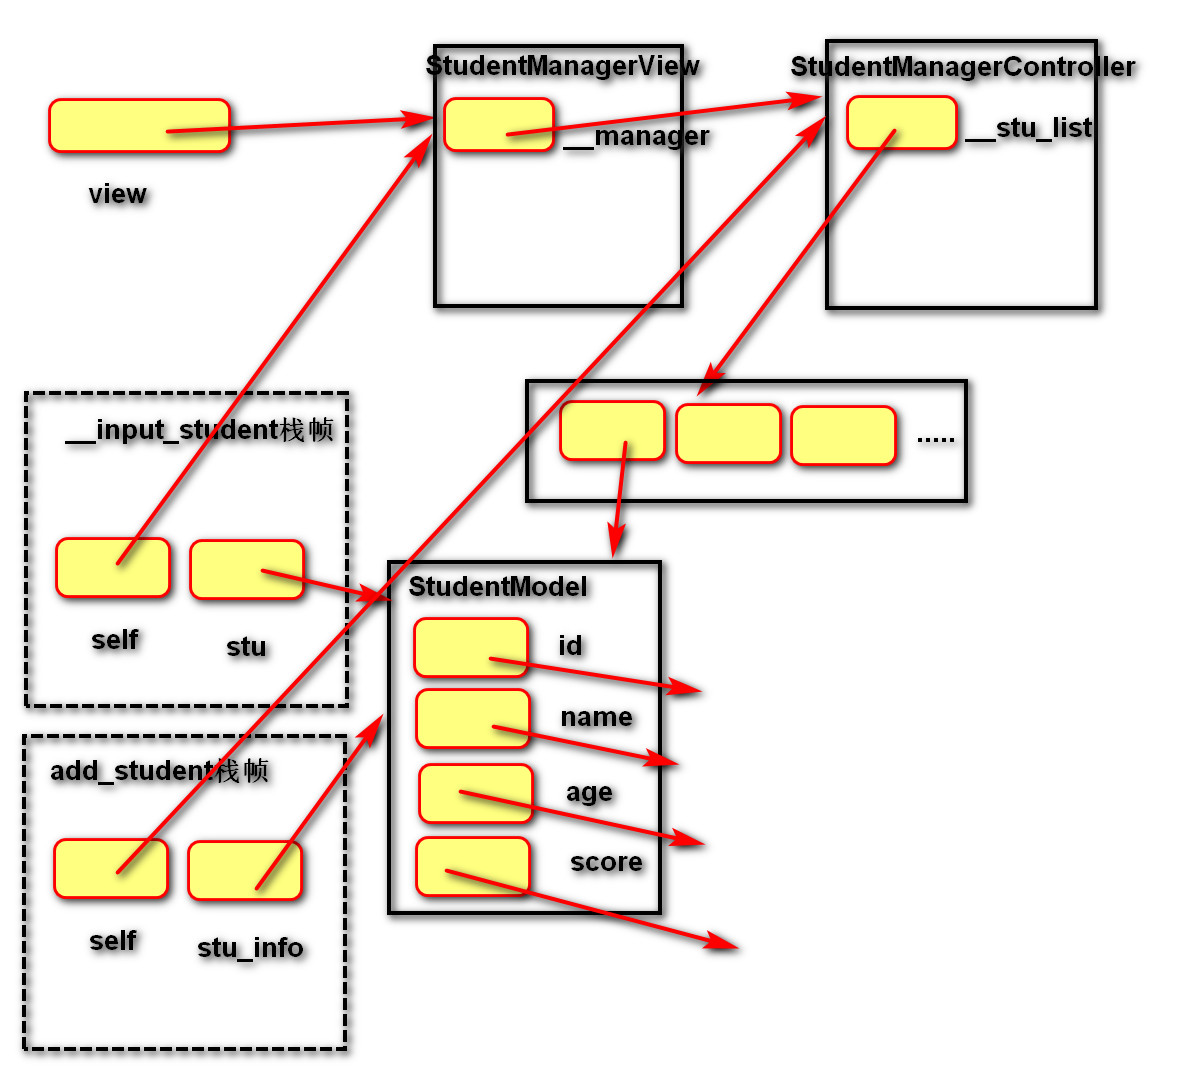 StudentManagerView
StudentManagerController
__manager
__stu_list
view
__input_student栈帧
.....
self
stu
StudentModel
id
name
age
score
add_student栈帧
self
stu_info